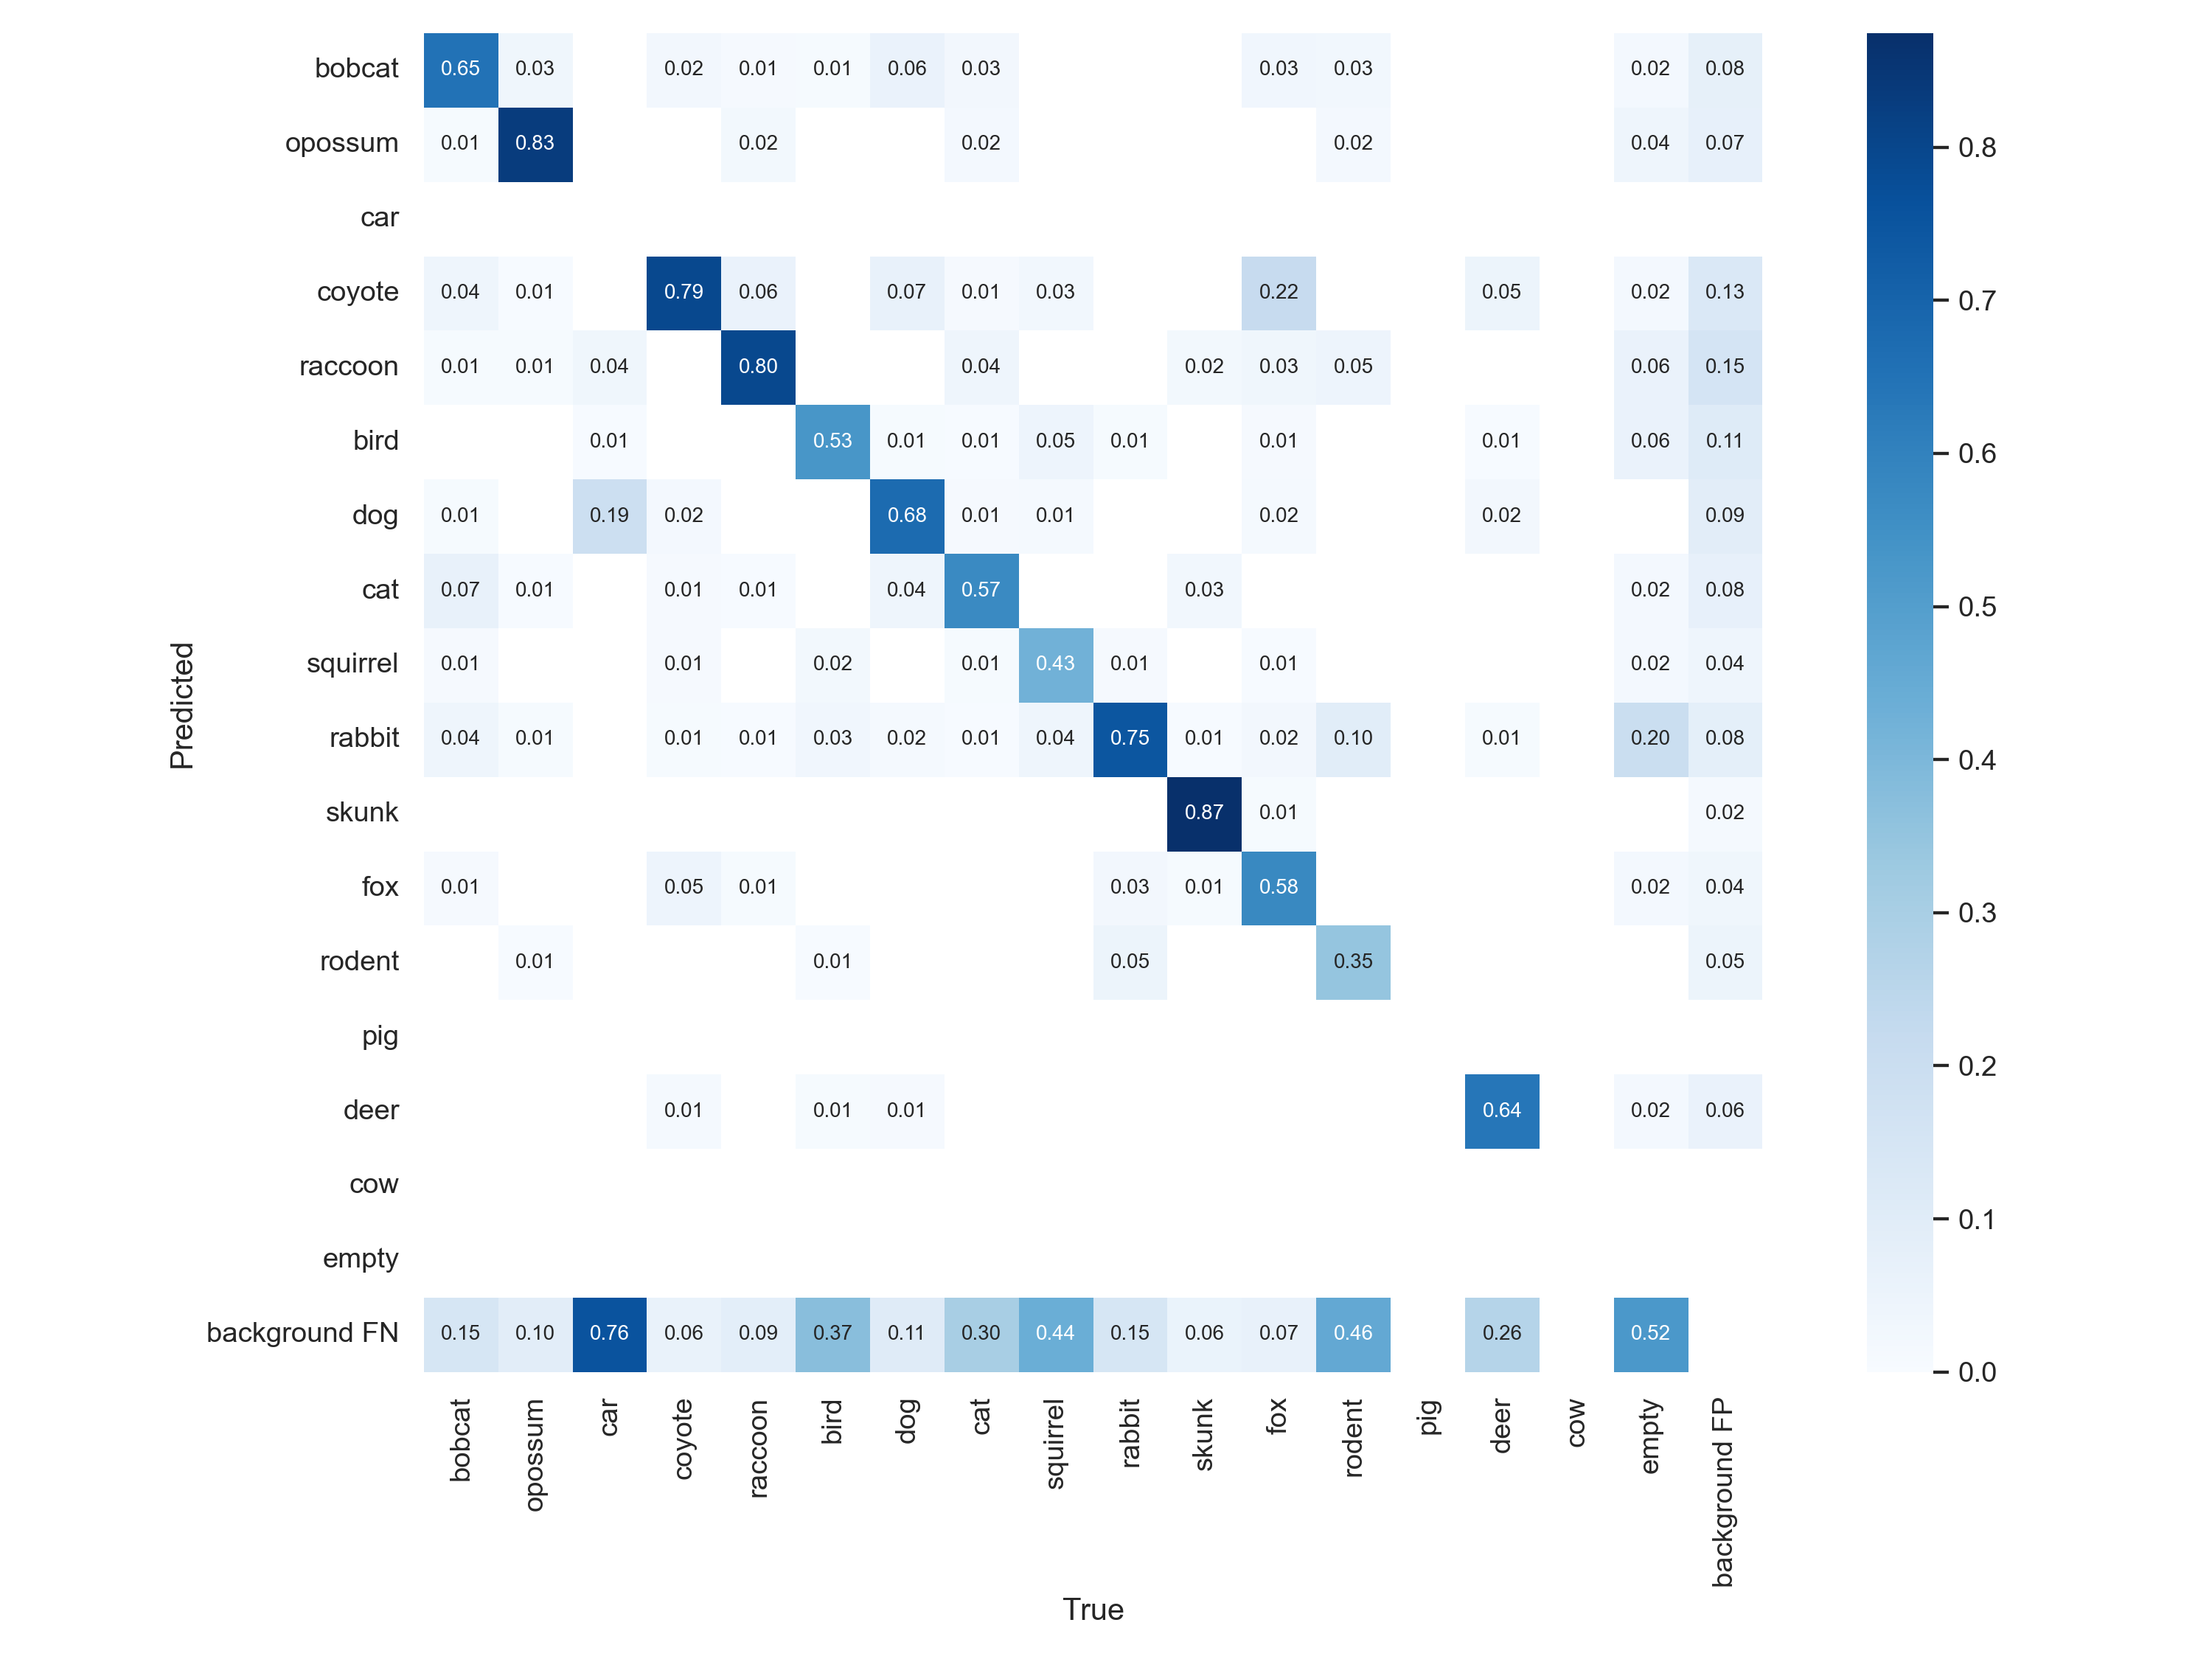 bobcat 0.65 0.03 0.02 0.01 0.01 0.06 0.03 0.03 0.03 0.02 0.08
opossum 0.01 0.83 0.02 0.02 0.02 0.04 0.07
car
coyote 0.04 0.01 0.79 0.06 0.07 0.01 0.03 0.22 0.05 0.02 0.13
raccoon 0.01 0.01 0.04 0.80 0.04 0.02 0.03 0.05 0.06 0.15
bird 0.01 0.53 0.01 0.01 0.05 0.01 0.01 0.01 0.06 0.11
dog 0.01 0.19 0.02 0.68 0.01 0.01 0.02 0.02 0.09
cat 0.07 0.01 0.01 0.01 0.04 0.57 0.03 0.02 0.08
squirrel 0.01 0.01 0.02 0.01 0.43 0.01 0.01 0.02 0.04
rabbit 0.04 0.01 0.01 0.01 0.03 0.02 0.01 0.04 0.75 0.01 0.02 0.10 0.01 0.20 0.08
skunk 0.87 0.01 0.02
fox 0.01 0.05 0.01 0.03 0.01 0.58 0.02 0.04
rodent 0.01 0.01 0.05 0.35 0.05
pig
deer 0.01 0.01 0.01 0.64 0.02 0.06
cow
empty
background FN 0.15 0.10 0.76 0.06 0.09 0.37 0.11 0.30 0.44 0.15 0.06 0.07 0.46 0.26 0.52
bobcat opossum car coyote raccoon bird dog cat squirrel rabbit skunk fox rodent pig deer cow empty background FP
True
Predicted
0.8
0.7
0.6
0.5
0.4
0.3
0.2
0.1
0.0